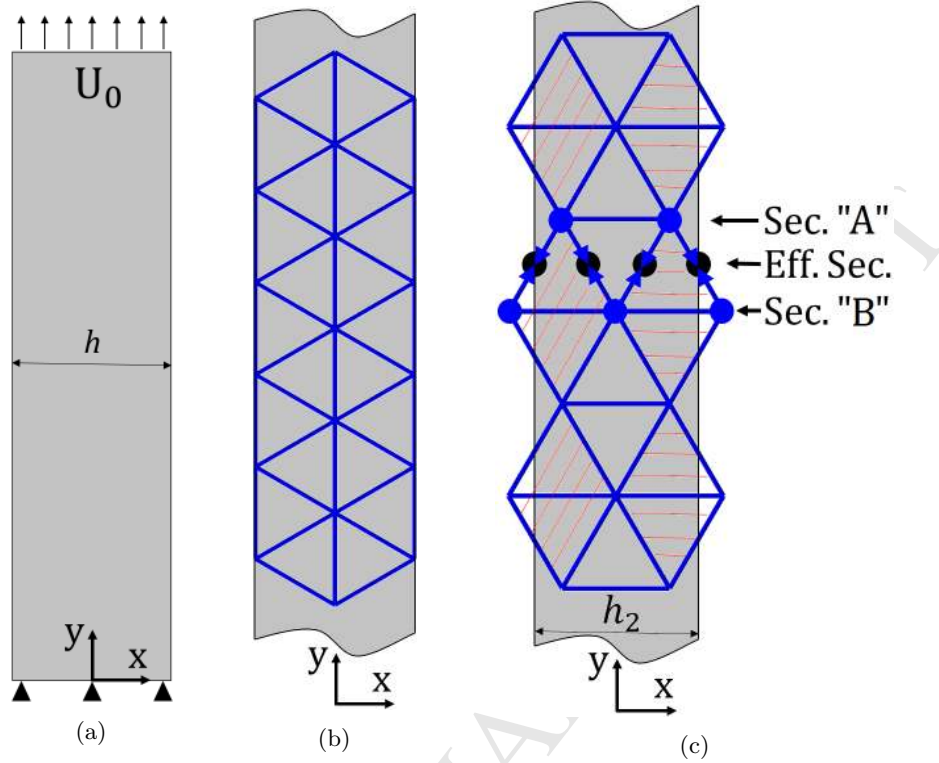 U₀
h
y
x
(a)
y
x
(b)
Sec. "A"
Eff. Sec.
Sec. "B"
h₂
y
x
(c)